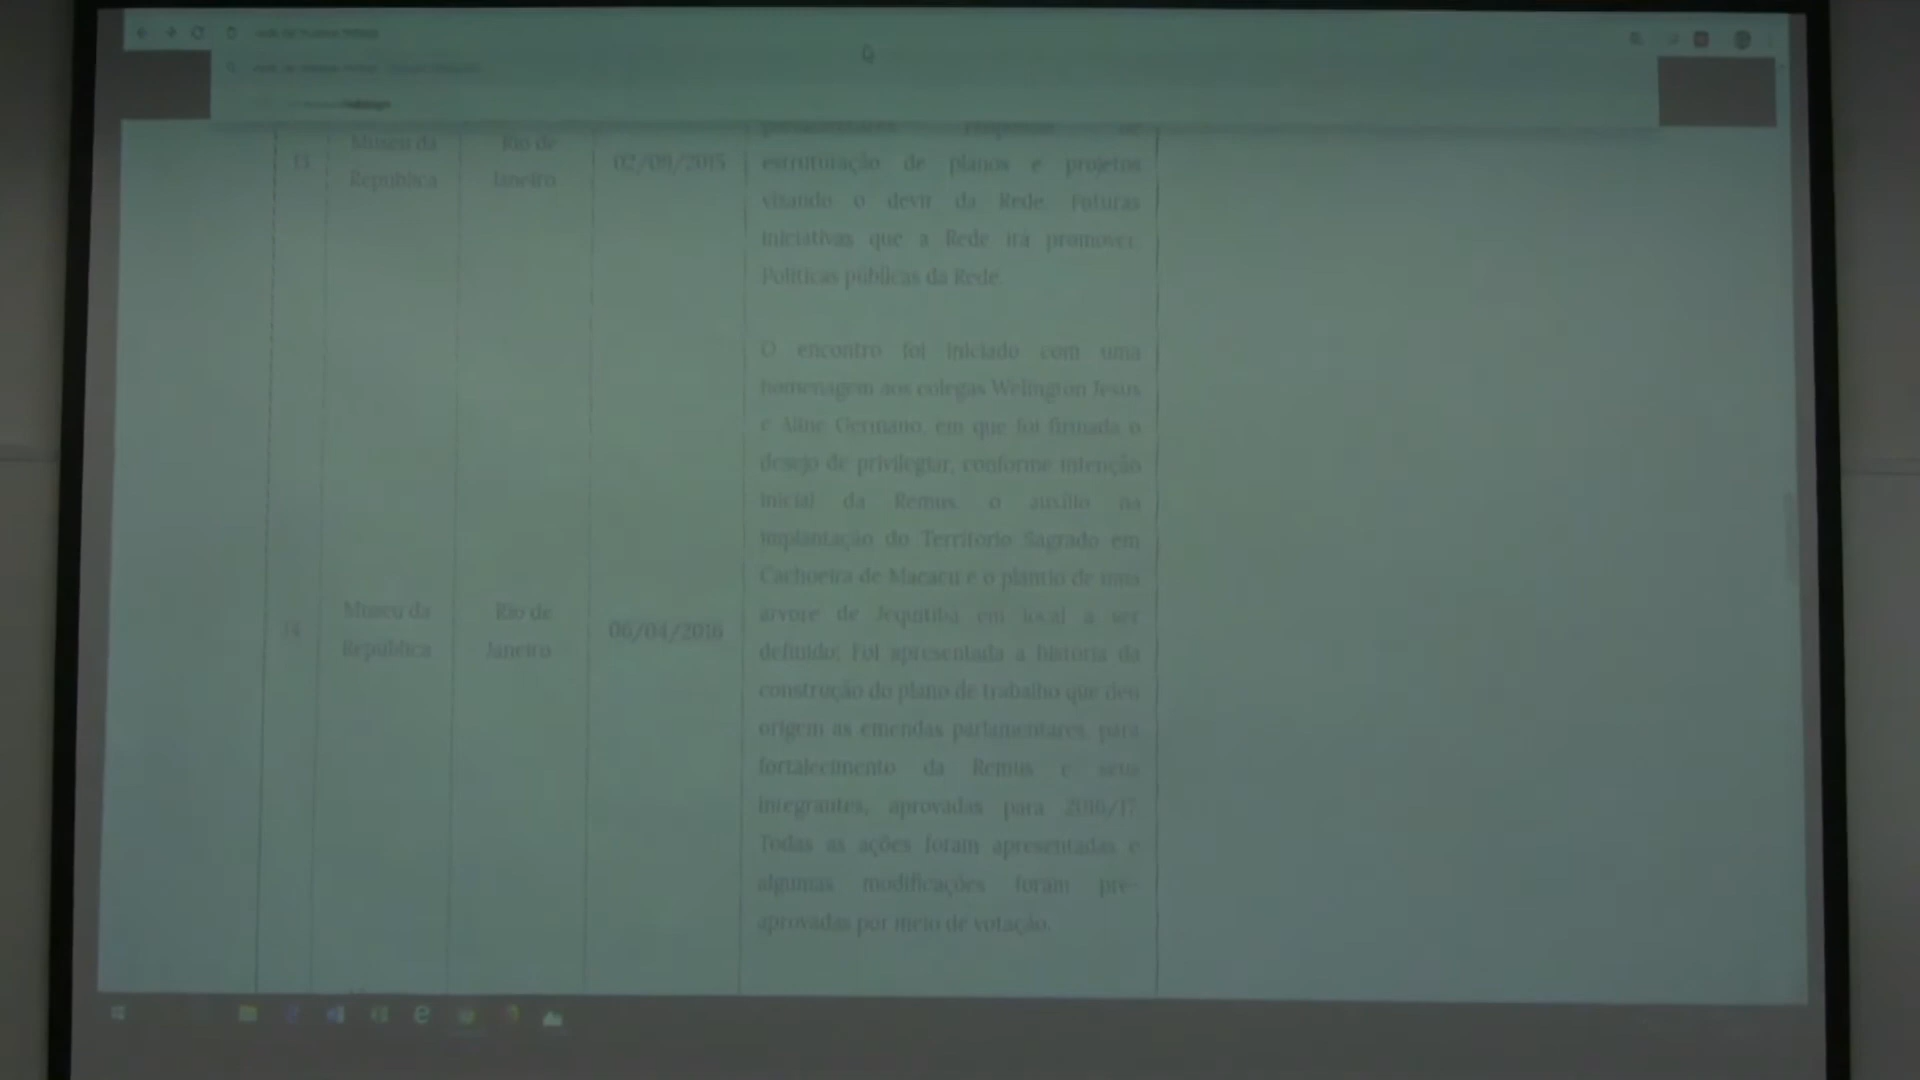 13
Museu da
República
Rio de
Janeiro
02/09/2015
estruturação de planos e projetos
visando o devir da Rede. Futuras
iniciativas que a Rede irá promover.
Políticas públicas da Rede.
14
Museu da
República
Rio de
Janeiro
06/04/2016
O encontro foi iniciado com uma
homenagem aos colegas Welington Jesus
e Aline Germano, em que foi firmada o
desejo de privilegiar, conforme intenção
inicial da Remus, o auxílio na
implantação do Território Sagrado em
Cachoeira de Macacu e o plantio de uma
árvore de Jequitibá em local a ser
definido; Foi apresentada a história da
construção do plano de trabalho que deu
origem as emendas parlamentares, para
fortalecimento da Remus e seus
integrantes, aprovadas para 2016/17.
Todas as ações foram apresentadas e
algumas modificações foram pré-
aprovadas por meio de votação.